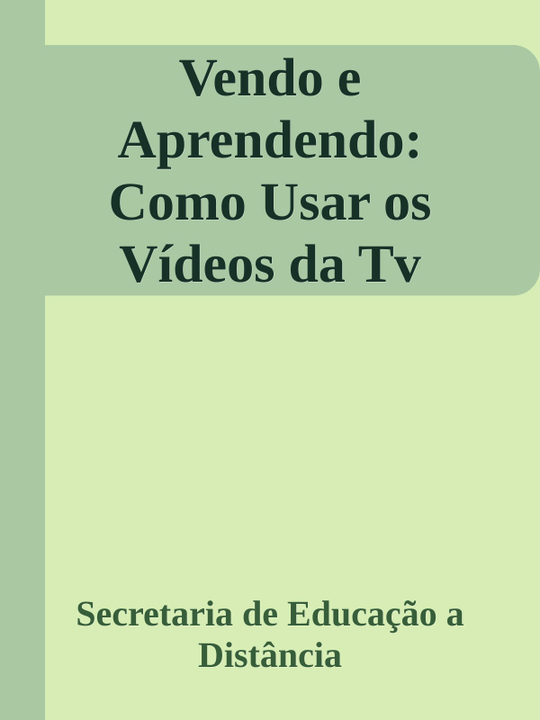 Vendo e
Aprendendo:
Como Usar os
Vídeos da Tv
Secretaria de Educação a
Distância